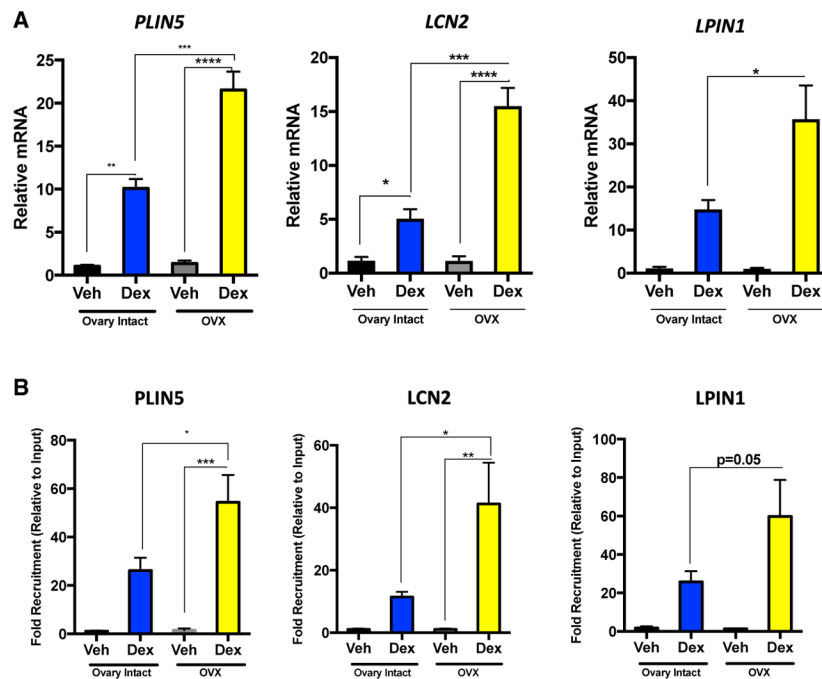 A
PLIN5 LCN2 LPIN1
Relative mRNA
25
20
15
10
5
0
** *** ****
Veh Dex Veh Dex
Ovary Intact OVX
Relative mRNA
20
15
10
5
0
* *** ****
Veh Dex Veh Dex
Ovary Intact OVX
Relative mRNA
50
40
30
20
10
0
*
Veh Dex Veh Dex
Ovary Intact OVX
B
PLIN5 LCN2 LPIN1
Fold Recruitment (Relative to Input)
80
60
40
20
0
* ***
Veh Dex Veh Dex
Ovary Intact OVX
Fold Recruitment (Relative to Input)
60
40
20
0
* **
Veh Dex Veh Dex
Ovary Intact OVX
Fold Recruitment (Relative to Input)
100
80
60
40
20
0
p=0.05
Veh Dex Veh Dex
Ovary Intact OVX